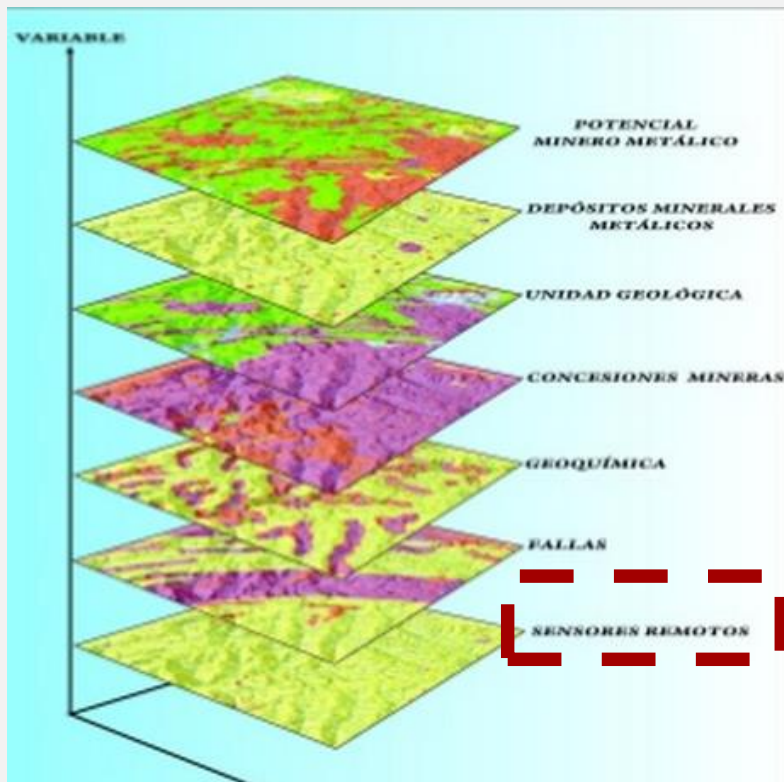 VARIABLE
POTENCIAL
MINERO METÁLICO
DEPÓSITOS MINERALES
METÁLICOS
UNIDAD GEOLÓGICA
CONCESIONES MINERAS
GEOQUÍMICA
FALLAS
SENSORES REMOTOS